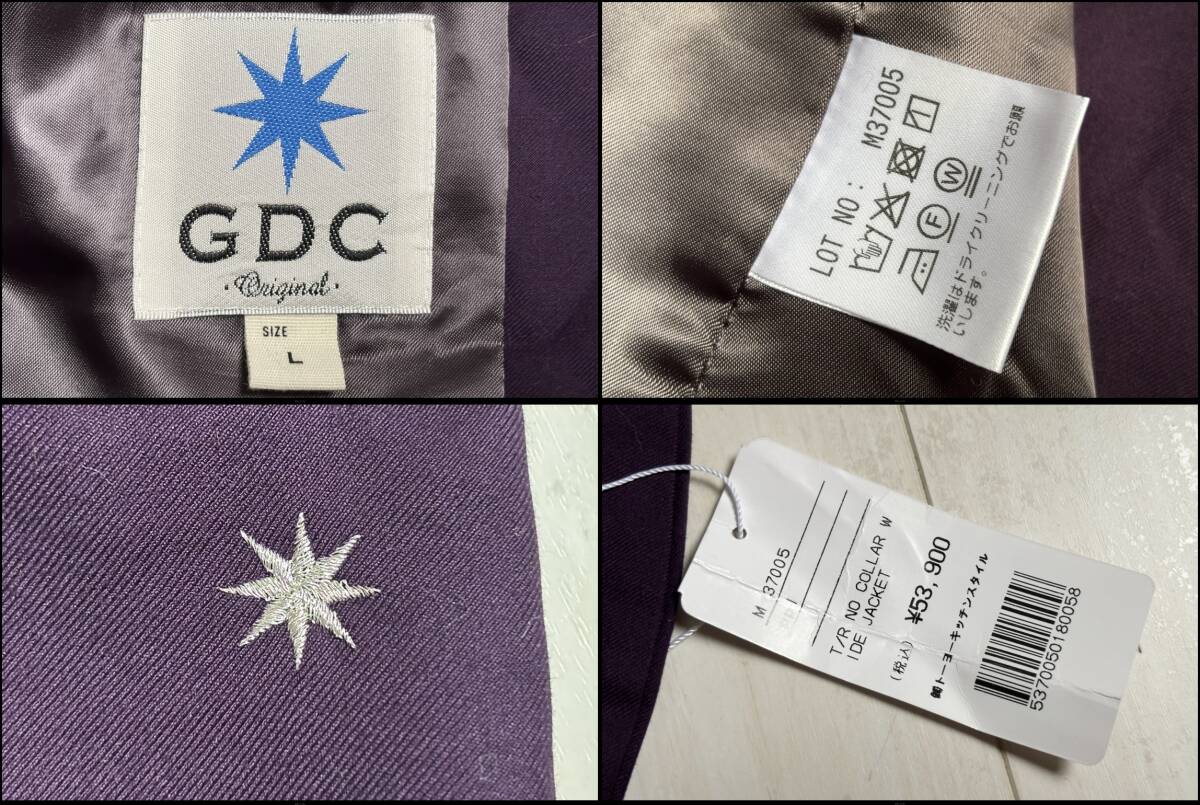 GDC
·Original·
SIZE
L
LOT NO: M37005
F W
洗濯はドライクリーニングでお願
いします。
M 37005
T/R NO COLLAR W
IDE JACKET
(税込) ¥53,900
㈱トーヨーキッチンスタイル
5370050180058